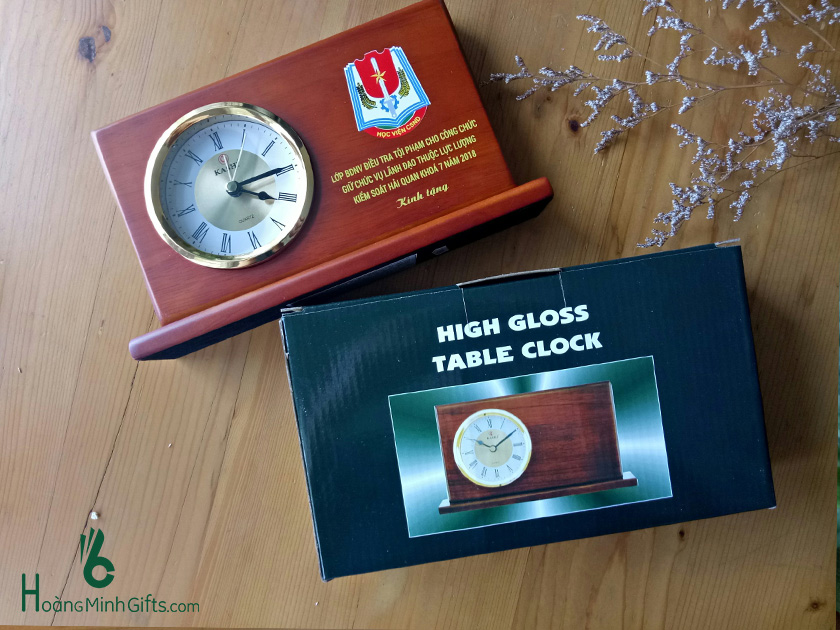 HỌC VIỆN CSND
LỚP BDNV ĐIỀU TRA TỘI PHẠM CHO CÔNG CHỨC
GIỮ CHỨC VỤ LÃNH ĐẠO THUỘC LỰC LƯỢNG
KIỂM SOÁT HẢI QUAN KHOÁ 7 NĂM 2018
Kính tặng
QUARTZ
HIGH GLOSS
TABLE CLOCK
HoàngMinhGifts.com